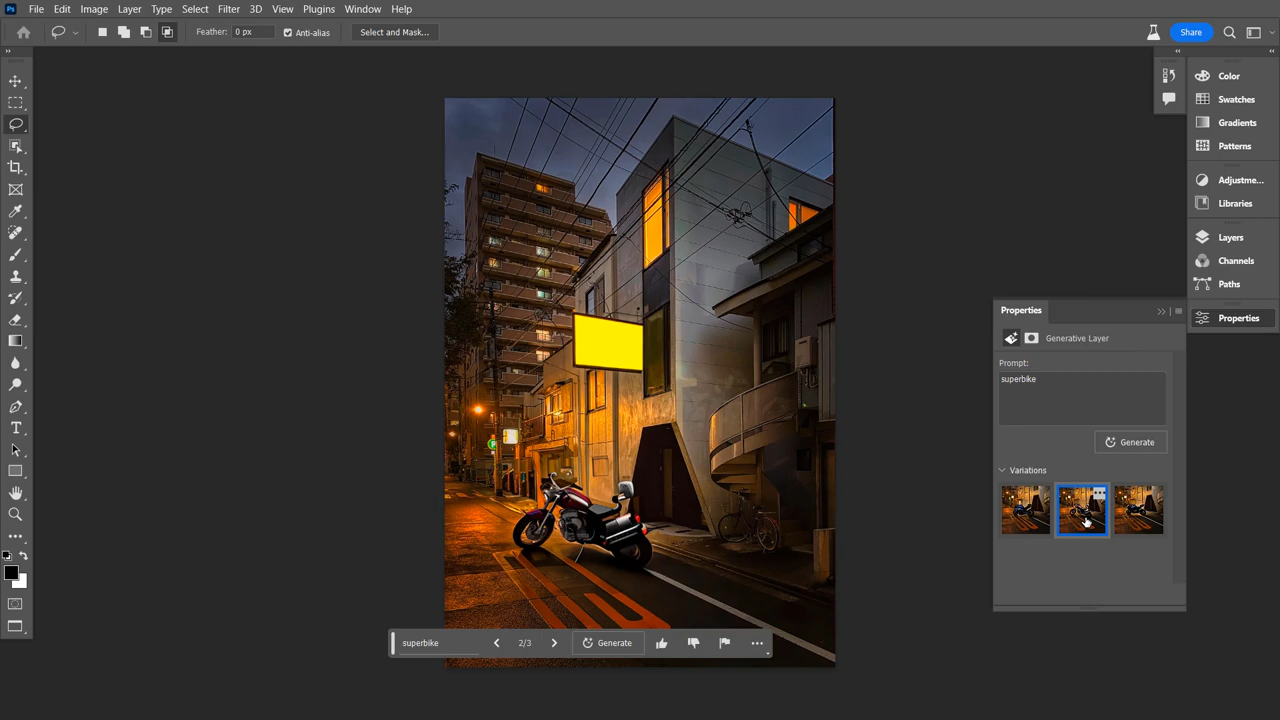 Ps File Edit Image Layer Type Select Filter 3D View Plugins Window Help
Feather: 0 px Anti-alias Select and Mask... Share
Color
Swatches
Gradients
Patterns
Adjustme...
Libraries
Layers
Channels
Paths
Properties
Properties
Generative Layer
Prompt:
superbike
Generate
Variations
P
superbike 2/3 Generate